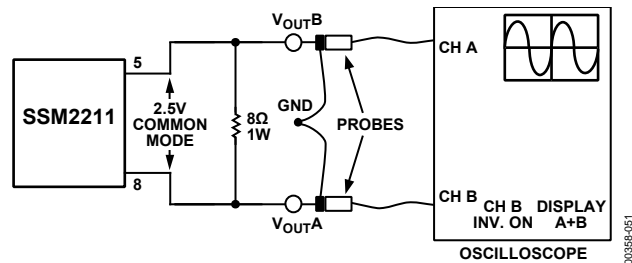 VOUTB
5
CH A
SSM2211
2.5V
COMMON
MODE
8Ω
1W
GND
PROBES
8
CH B
CH B
INV. ON
DISPLAY
A+B
VOUTA
OSCILLOSCOPE
00358-051